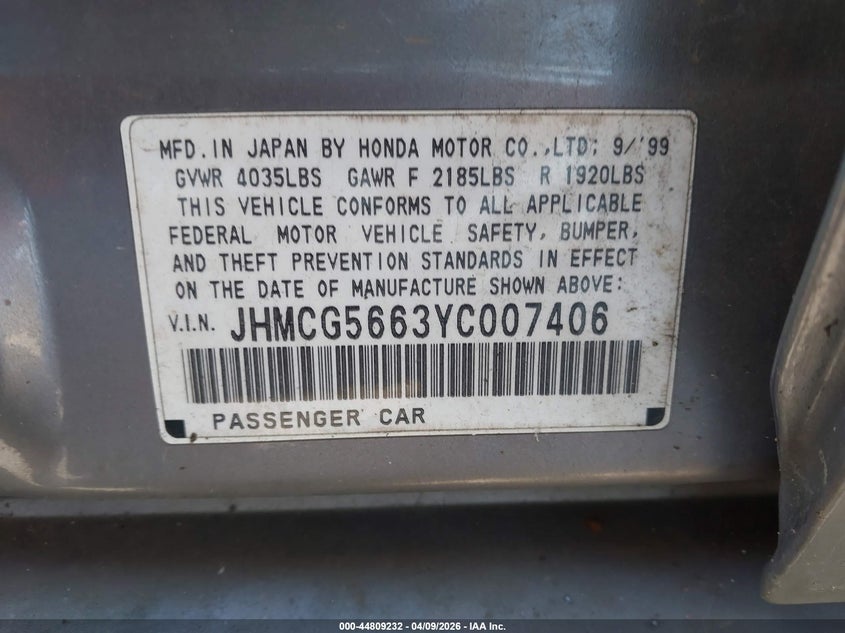 MFD. IN JAPAN BY HONDA MOTOR CO.,LTD: 9/'99
GVWR 4035LBS GAWR F 2185LBS R 1920LBS
THIS VEHICLE CONFORMS TO ALL APPLICABLE
FEDERAL MOTOR VEHICLE SAFETY, BUMPER,
AND THEFT PREVENTION STANDARDS IN EFFECT
ON THE DATE OF MANUFACTURE SHOWN ABOVE:
V.I.N. JHMCG5663YC007406
PASSENGER CAR
000-44809232 - 04/09/2026 - IAA Inc.